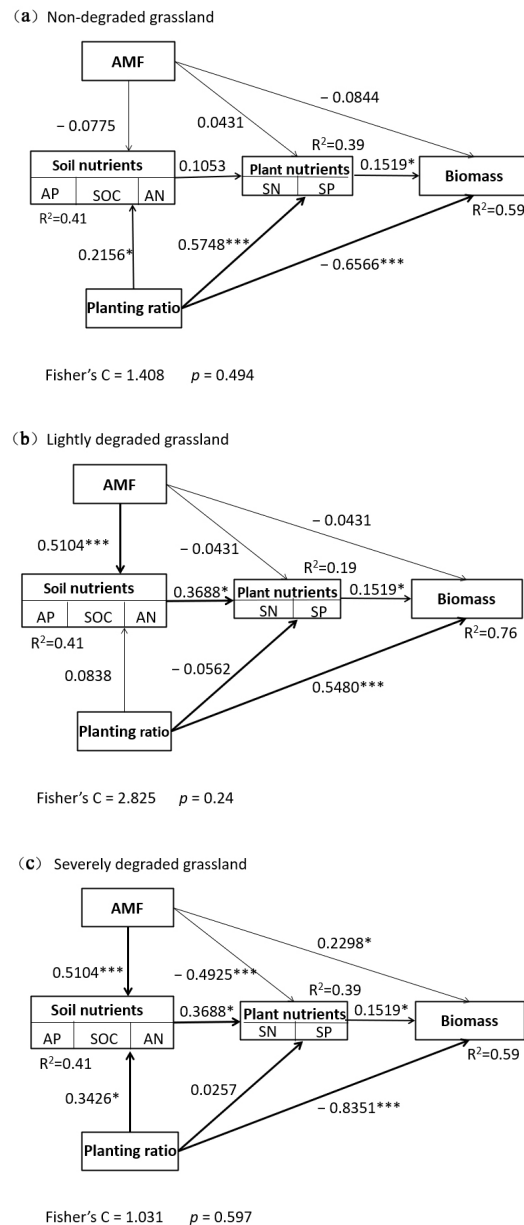 （a）Non-degraded grassland
AMF
− 0.0844
− 0.0775
0.0431
R²=0.39
Soil nutrients
0.1053
Plant nutrients
0.1519*
Biomass
AP SOC AN
SN SP
R²=0.41
R²=0.59
0.2156*
0.5748***
− 0.6566***
Planting ratio
Fisher’s C = 1.408 p = 0.494
（b）Lightly degraded grassland
AMF
− 0.0431
0.5104***
− 0.0431
R²=0.19
Soil nutrients
0.3688*
Plant nutrients
0.1519*
Biomass
AP SOC AN
SN SP
R²=0.41
R²=0.76
0.0838
− 0.0562
0.5480***
Planting ratio
Fisher’s C = 2.825 p = 0.24
（c） Severely degraded grassland
AMF
0.2298*
0.5104***
− 0.4925***
R²=0.39
Soil nutrients
0.3688*
Plant nutrients
0.1519*
Biomass
AP SOC AN
SN SP
R²=0.41
R²=0.59
0.3426*
0.0257
− 0.8351***
Planting ratio
Fisher’s C = 1.031 p = 0.597